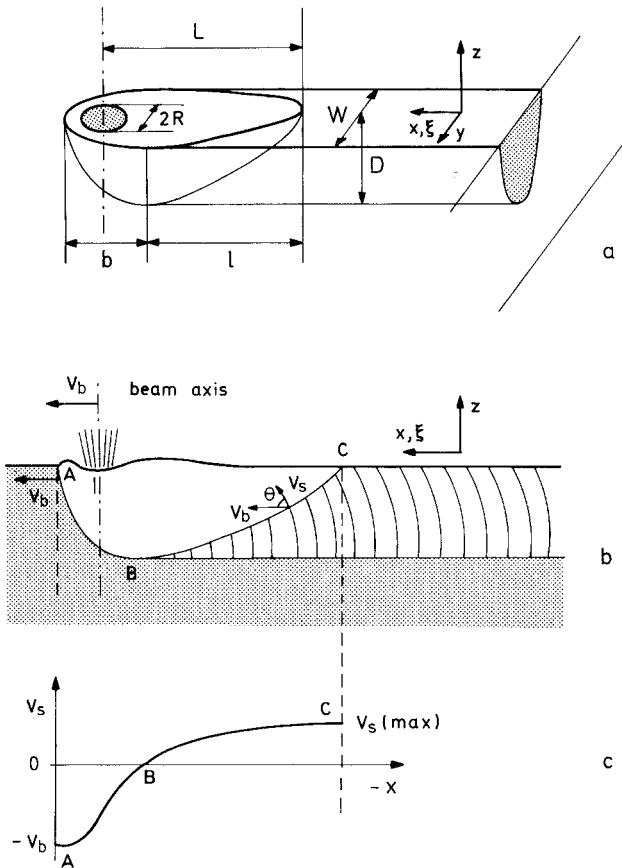 L
z
2R
W
x, ξ
y
D
b
l
a
V_b
beam axis
z
x, ξ
C
A
V_b
θ
V_s
V_b
B
b
V_s
C
V_s (max)
0
B
- x
c
- V_b
A